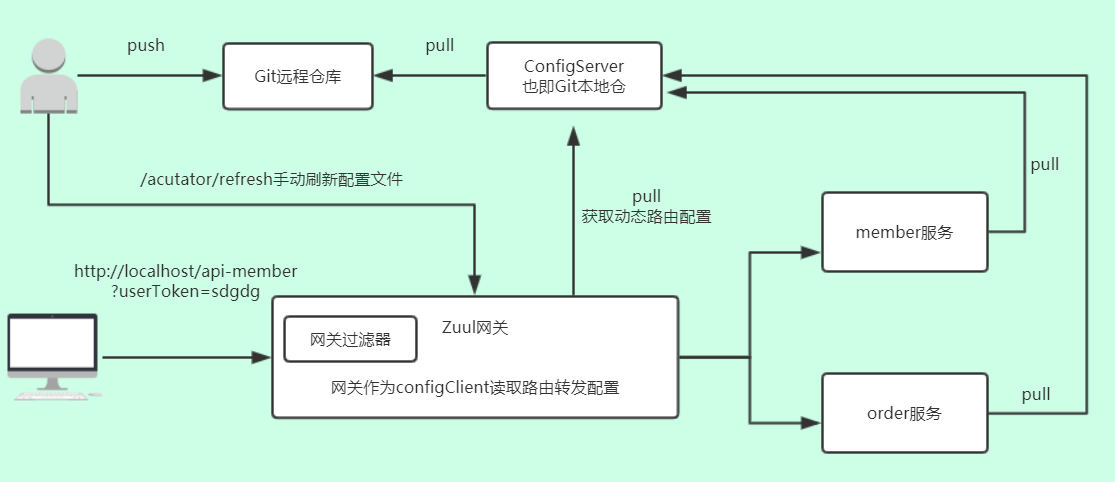 push
pull
Git远程仓库
ConfigServer
也即Git本地仓
/acutator/refresh手动刷新配置文件
pull
获取动态路由配置
pull
member服务
http://localhost/api-member
?userToken=sdgdg
Zuul网关
网关过滤器
网关作为configClient读取路由转发配置
pull
order服务